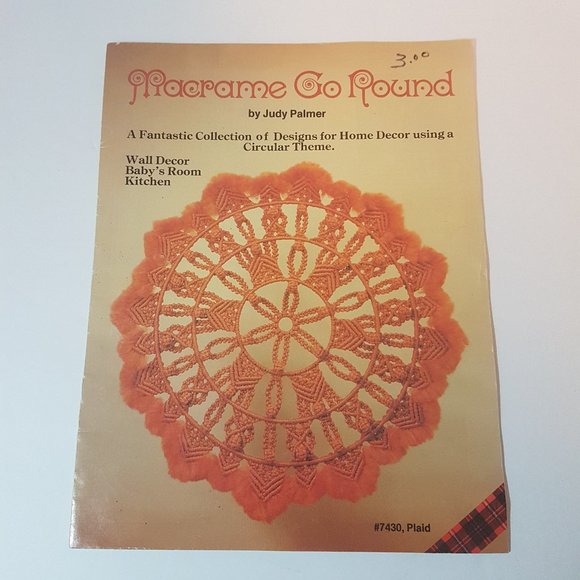 3.00
Macrame Go Round
by Judy Palmer
A Fantastic Collection of Designs for Home Decor using a
Circular Theme.
Wall Decor
Baby's Room
Kitchen
#7430, Plaid